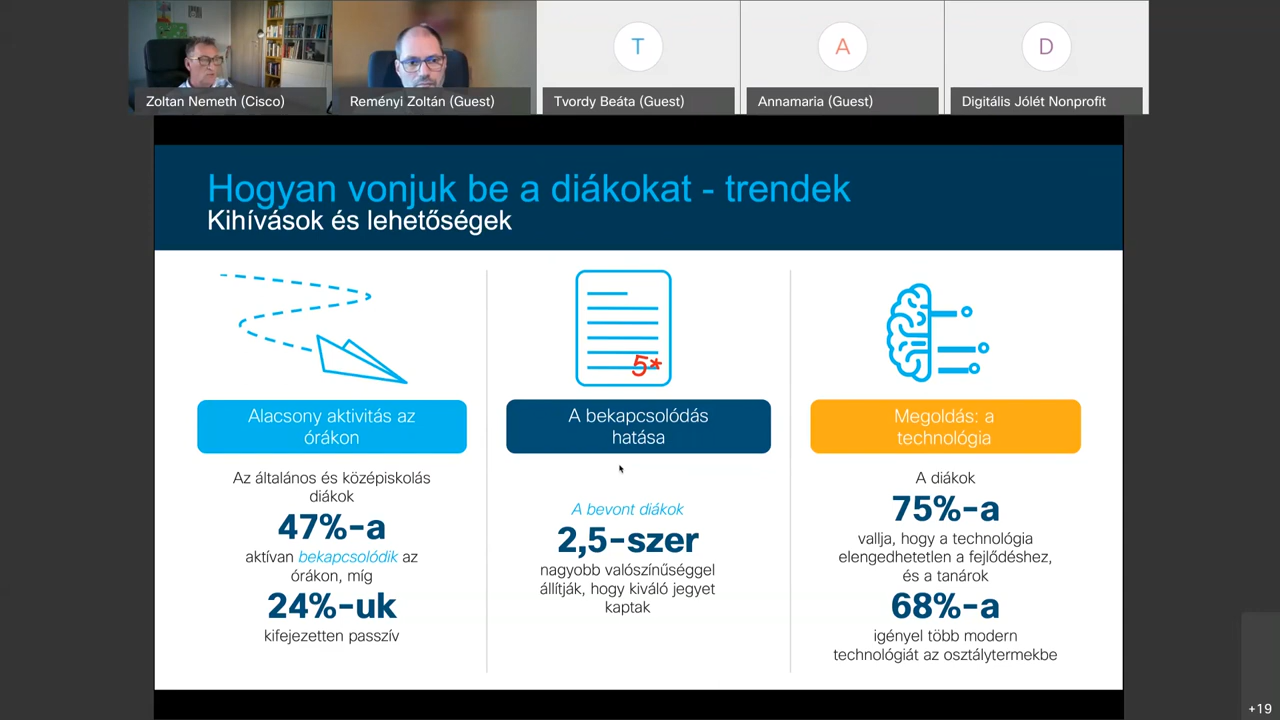 Zoltan Nemeth (Cisco)
Reményi Zoltán (Guest)
T
Tvordy Beáta (Guest)
A
Annamaria (Guest)
D
Digitális Jólét Nonprofit
Hogyan vonjuk be a diákokat - trendek
Kihívások és lehetőségek
5*
Alacsony aktivitás az
órákon
Az általános és középiskolás
diákok
47%-a
aktívan bekapcsolódik az
órákon, míg
24%-uk
kifejezetten passzív
A bekapcsolódás
hatása
A bevont diákok
2,5-szer
nagyobb valószínűséggel
állítják, hogy kiváló jegyet
kaptak
Megoldás: a
technológia
A diákok
75%-a
vallja, hogy a technológia
elengedhetetlen a fejlődéshez,
és a tanárok
68%-a
igényel több modern
technológiát az osztálytermekbe
+19